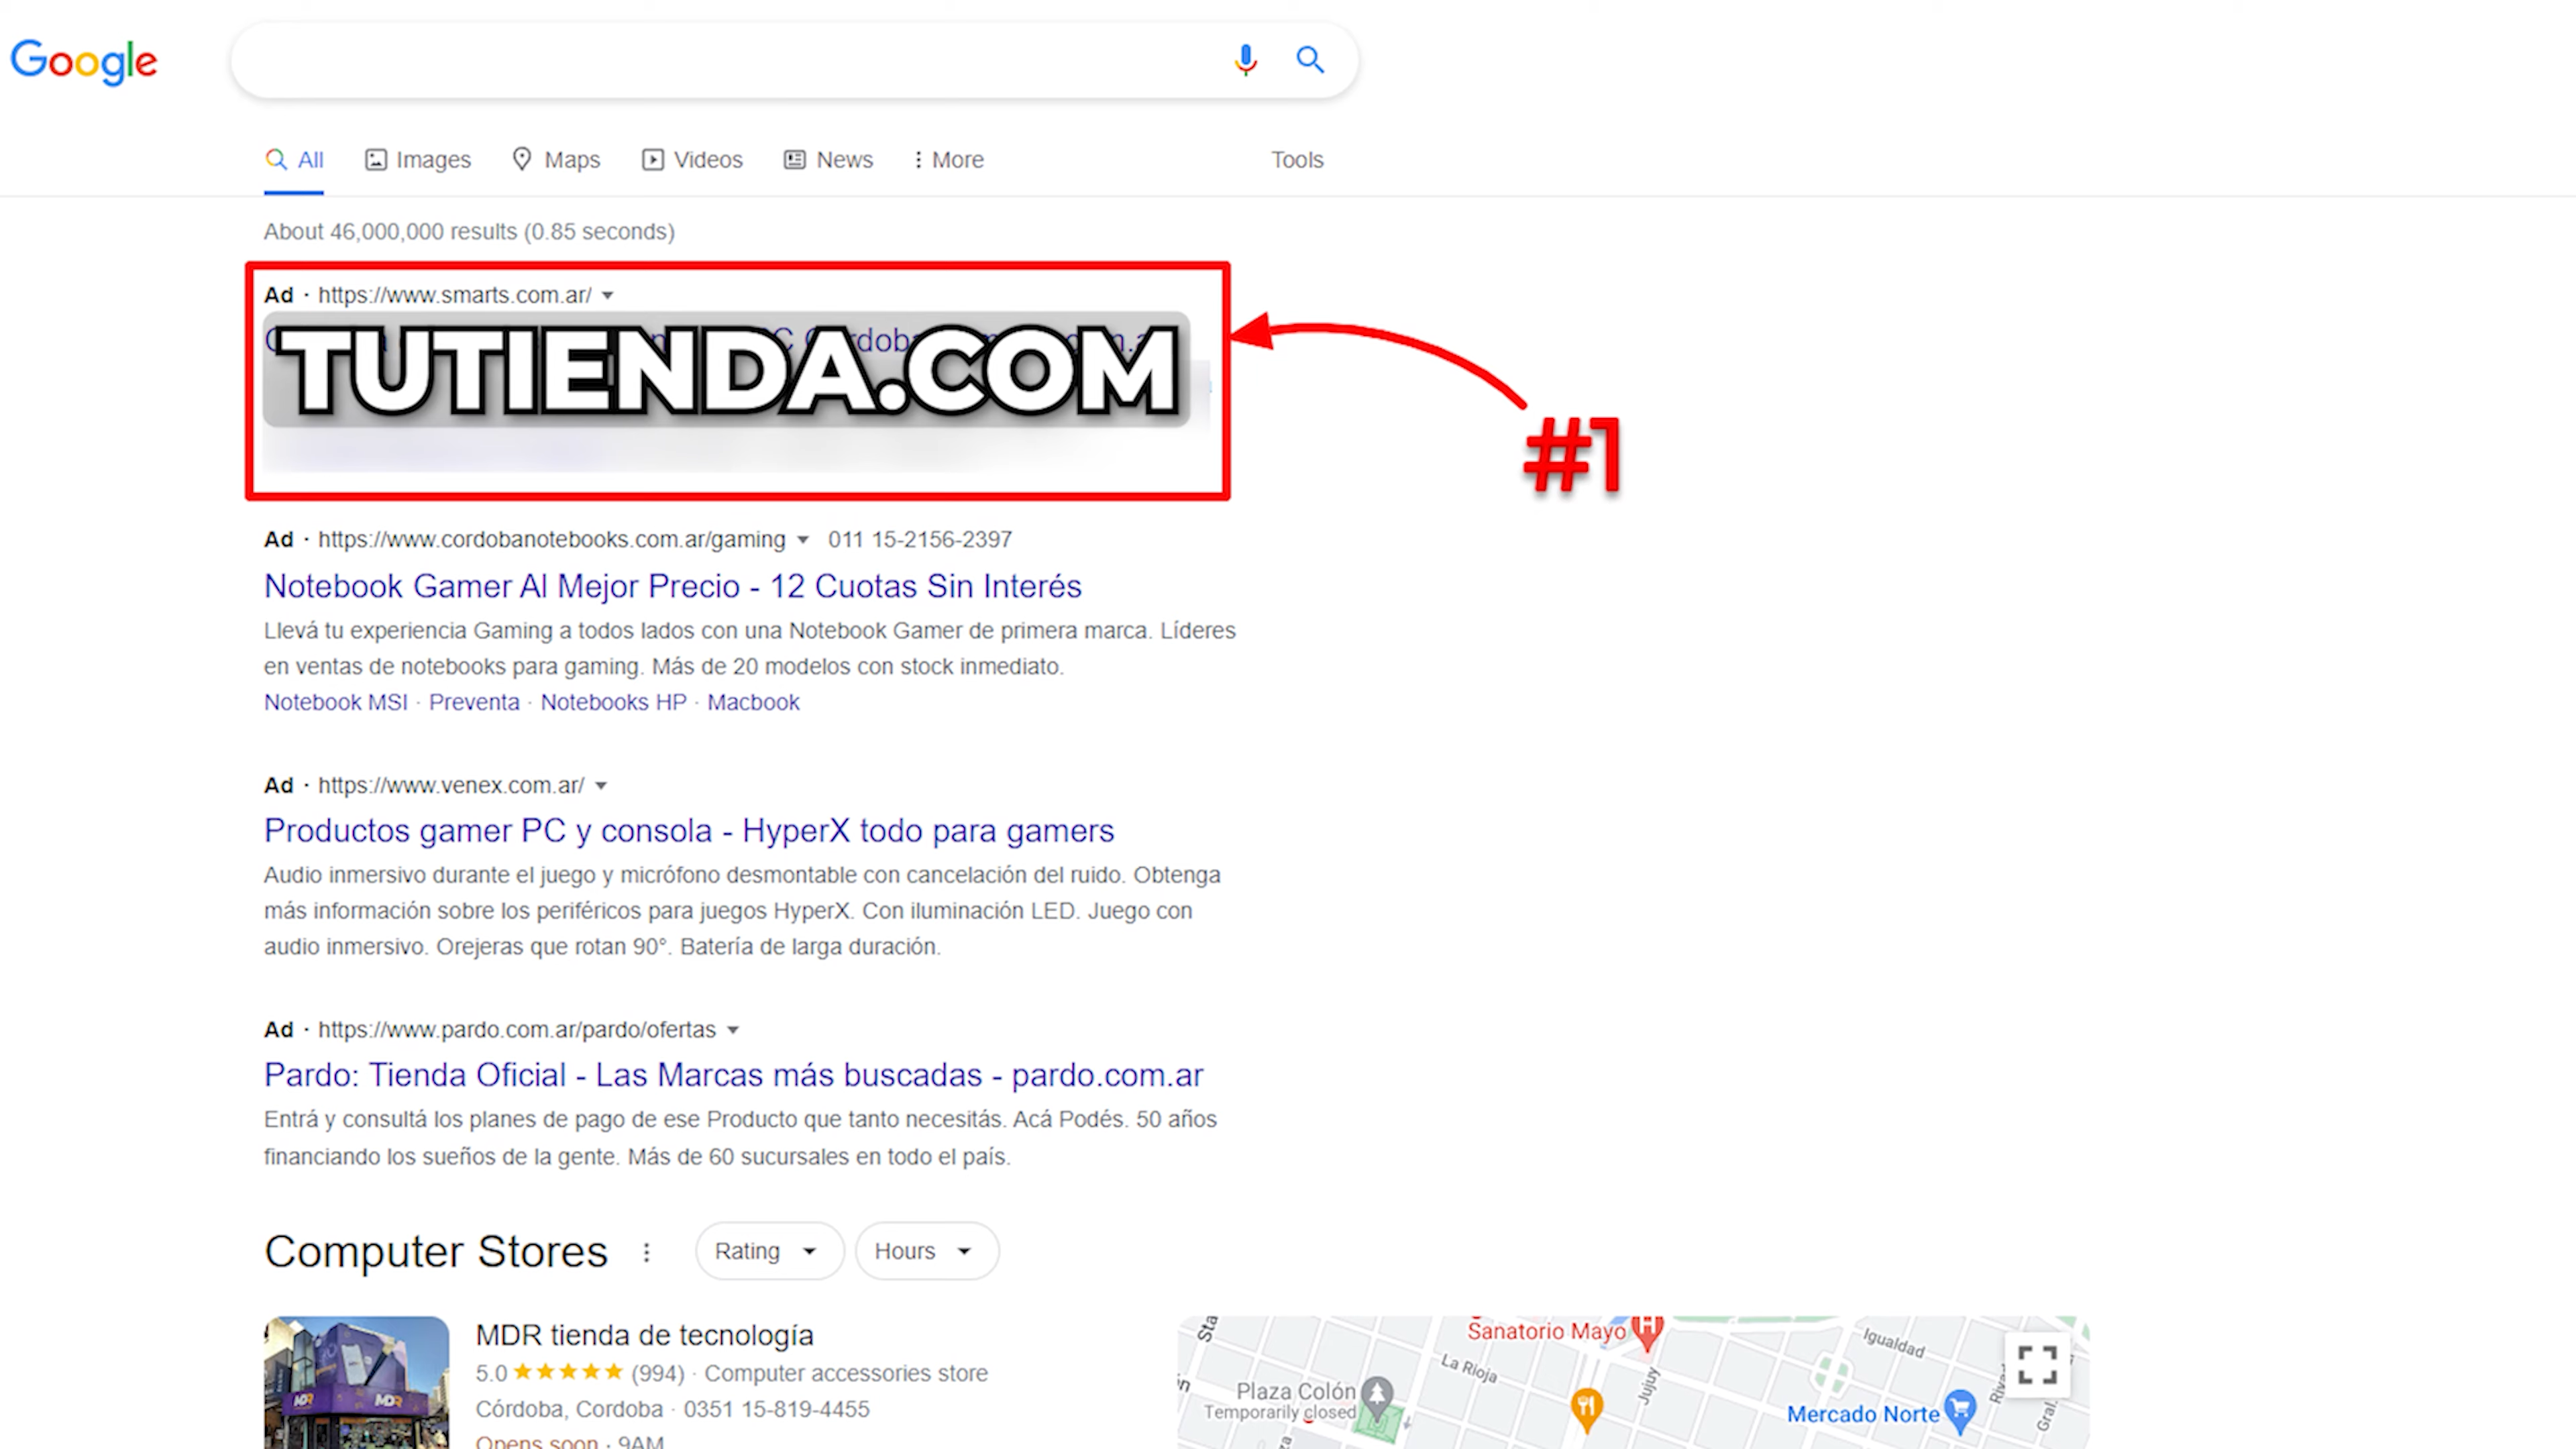 Google
All
Images
Maps
Videos
News
More
Tools
About 46,000,000 results (0.85 seconds)
Ad · https://www.smarts.com.ar/
TUTIENDA.COM
#1
Ad · https://www.cordobanotebooks.com.ar/gaming 011 15-2156-2397
Notebook Gamer Al Mejor Precio - 12 Cuotas Sin Interés
Llevá tu experiencia Gaming a todos lados con una Notebook Gamer de primera marca. Líderes
en ventas de notebooks para gaming. Más de 20 modelos con stock inmediato.
Notebook MSI · Preventa · Notebooks HP · Macbook
Ad · https://www.venex.com.ar/
Productos gamer PC y consola - HyperX todo para gamers
Audio inmersivo durante el juego y micrófono desmontable con cancelación del ruido. Obtenga
más información sobre los periféricos para juegos HyperX. Con iluminación LED. Juego con
audio inmersivo. Orejeras que rotan 90°. Batería de larga duración.
Ad · https://www.pardo.com.ar/pardo/ofertas
Pardo: Tienda Oficial - Las Marcas más buscadas - pardo.com.ar
Entrá y consultá los planes de pago de ese Producto que tanto necesitás. Acá Podés. 50 años
financiando los sueños de la gente. Más de 60 sucursales en todo el país.
Computer Stores
Rating
Hours
MDR tienda de tecnología
5.0 (994) · Computer accessories store
Córdoba, Cordoba · 0351 15-819-4455
Opens soon · 9AM
MDR
MDR
Sanatorio Mayo
H
Igualdad
La Rioja
Jujuy
Plaza Colón
Temporarily closed
Mercado Norte
Gral.